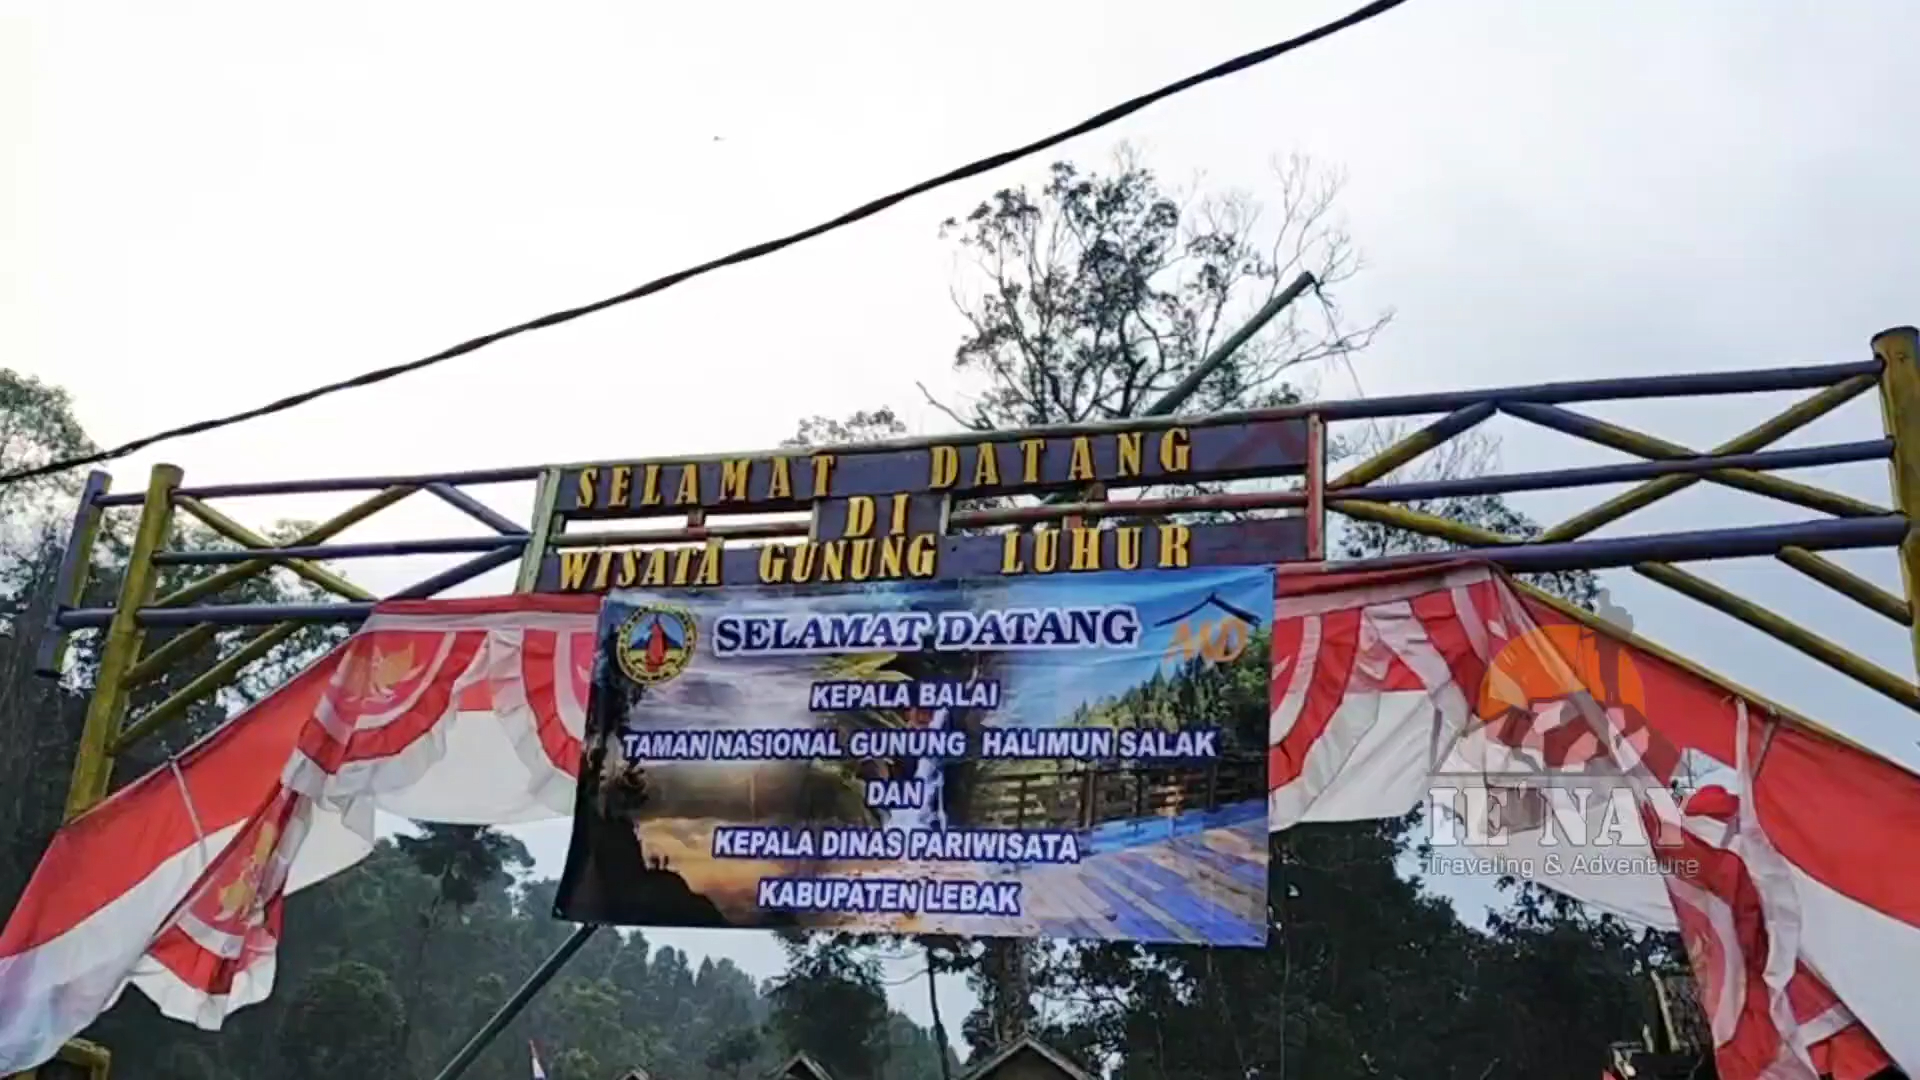 SELAMAT DATANG
DI
WISATA GUNUNG LUHUR
SELAMAT DATANG
KEPALA BALAI
TAMAN NASIONAL GUNUNG HALIMUN SALAK
DAN
KEPALA DINAS PARIWISATA
KABUPATEN LEBAK
IE'NAY
Traveling & Adventure